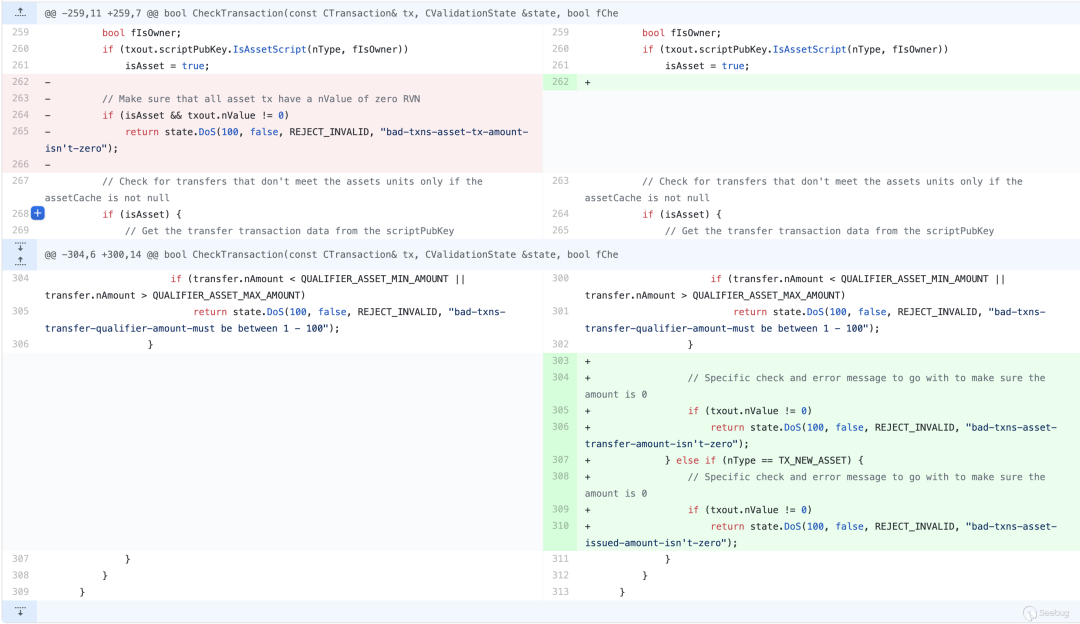 @@ -259,11 +259,7 @@ bool CheckTransaction(const CTransaction& tx, CValidationState &state, bool fChe
259 bool fIsOwner;
260 if (txout.scriptPubKey.IsAssetScript(nType, fIsOwner))
261 isAsset = true;
262 -
263 - // Make sure that all asset tx have a nValue of zero RVN
264 - if (isAsset && txout.nValue != 0)
265 - return state.DoS(100, false, REJECT_INVALID, "bad-txns-asset-tx-amount-
isn't-zero");
266 -
267 // Check for transfers that don't meet the assets units only if the
assetCache is not null
268 + if (isAsset) {
269 // Get the transfer transaction data from the scriptPubKey
259 bool fIsOwner;
260 if (txout.scriptPubKey.IsAssetScript(nType, fIsOwner))
261 isAsset = true;
262 +
263 // Check for transfers that don't meet the assets units only if the
assetCache is not null
264 if (isAsset) {
265 // Get the transfer transaction data from the scriptPubKey
@@ -304,6 +300,14 @@ bool CheckTransaction(const CTransaction& tx, CValidationState &state, bool fChe
304 if (transfer.nAmount < QUALIFIER_ASSET_MIN_AMOUNT ||
transfer.nAmount > QUALIFIER_ASSET_MAX_AMOUNT)
305 return state.DoS(100, false, REJECT_INVALID, "bad-txns-
transfer-qualifier-amount-must be between 1 - 100");
306 }
307 }
308 }
309 }
300 if (transfer.nAmount < QUALIFIER_ASSET_MIN_AMOUNT ||
transfer.nAmount > QUALIFIER_ASSET_MAX_AMOUNT)
301 return state.DoS(100, false, REJECT_INVALID, "bad-txns-
transfer-qualifier-amount-must be between 1 - 100");
302 }
303 +
304 + // Specific check and error message to go with to make sure the
amount is 0
305 + if (txout.nValue != 0)
306 + return state.DoS(100, false, REJECT_INVALID, "bad-txns-asset-
transfer-amount-isn't-zero");
307 + } else if (nType == TX_NEW_ASSET) {
308 + // Specific check and error message to go with to make sure the
amount is 0
309 + if (txout.nValue != 0)
310 + return state.DoS(100, false, REJECT_INVALID, "bad-txns-asset-
issued-amount-isn't-zero");
311 }
312 }
313 }
Seebug